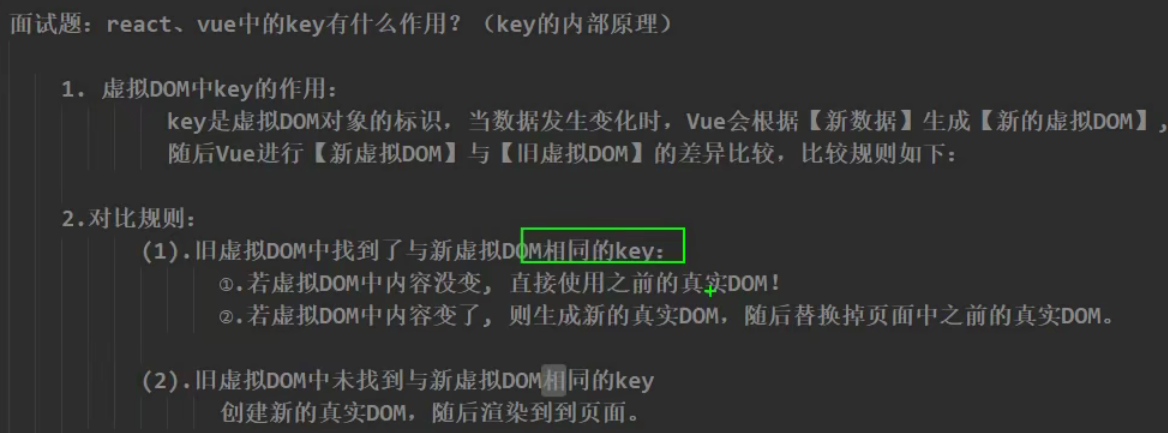 面试题：react、vue中的key有什么作用？（key的内部原理）
1. 虚拟DOM中key的作用：
key是虚拟DOM对象的标识，当数据发生变化时，Vue会根据【新数据】生成【新的虚拟DOM】，
随后Vue进行【新虚拟DOM】与【旧虚拟DOM】的差异比较，比较规则如下：
2.对比规则：
(1).旧虚拟DOM中找到了与新虚拟DOM相同的key：
①.若虚拟DOM中内容没变, 直接使用之前的真实DOM！
②.若虚拟DOM中内容变了, 则生成新的真实DOM，随后替换掉页面中之前的真实DOM。
(2).旧虚拟DOM中未找到与新虚拟DOM相同的key
创建新的真实DOM，随后渲染到到页面。